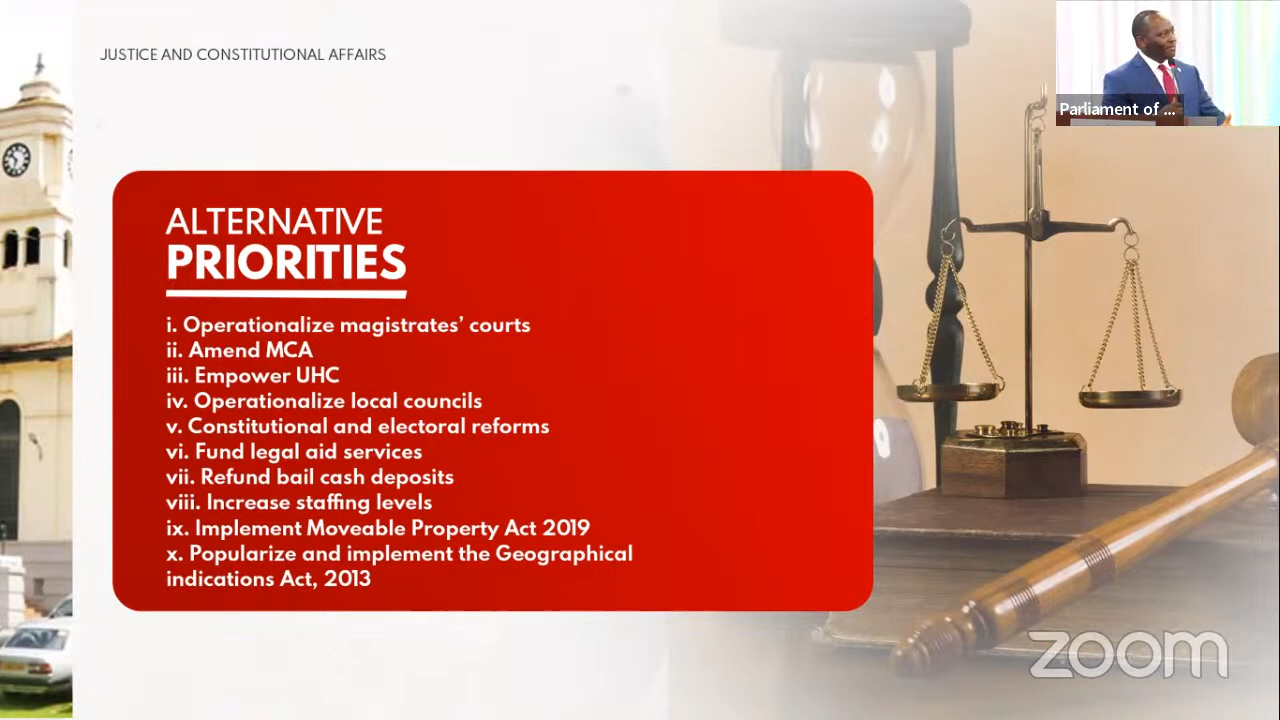 JUSTICE AND CONSTITUTIONAL AFFAIRS
Parliament of ...
ALTERNATIVE
PRIORITIES
i. Operationalize magistrates’ courts
ii. Amend MCA
iii. Empower UHC
iv. Operationalize local councils
v. Constitutional and electoral reforms
vi. Fund legal aid services
vii. Refund bail cash deposits
viii. Increase staffing levels
ix. Implement Moveable Property Act 2019
x. Popularize and implement the Geographical
indications Act, 2013
zoom